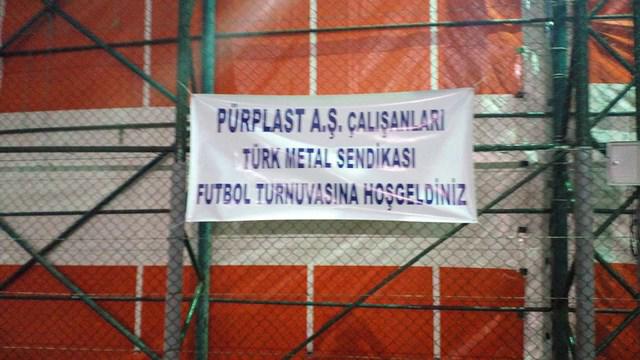 PÜRPLAST A.Ş. ÇALIŞANLARI
TÜRK METAL SENDİKASI
FUTBOL TURNUVASINA HOŞGELDİNİZ